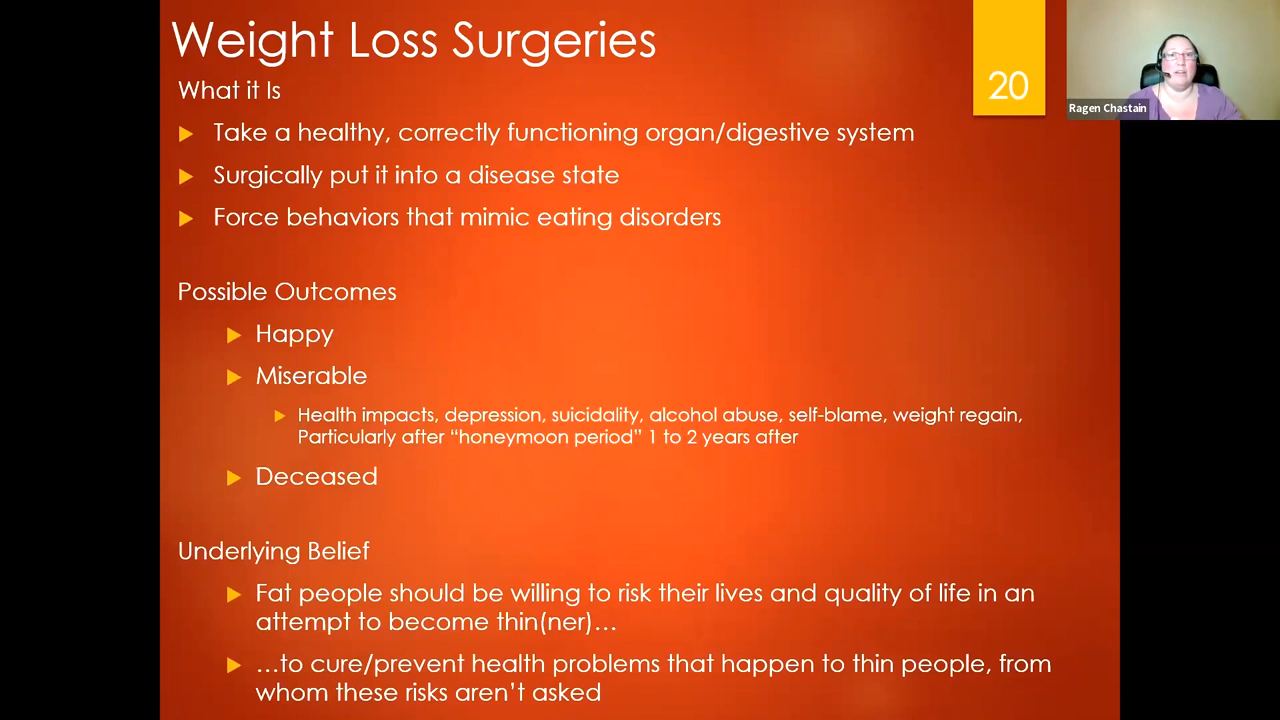 Weight Loss Surgeries
20
Ragen Chastain
What it Is
Take a healthy, correctly functioning organ/digestive system
Surgically put it into a disease state
Force behaviors that mimic eating disorders
Possible Outcomes
Happy
Miserable
Health impacts, depression, suicidality, alcohol abuse, self-blame, weight regain,
Particularly after “honeymoon period” 1 to 2 years after
Deceased
Underlying Belief
Fat people should be willing to risk their lives and quality of life in an
attempt to become thin(ner)…
…to cure/prevent health problems that happen to thin people, from
whom these risks aren’t asked